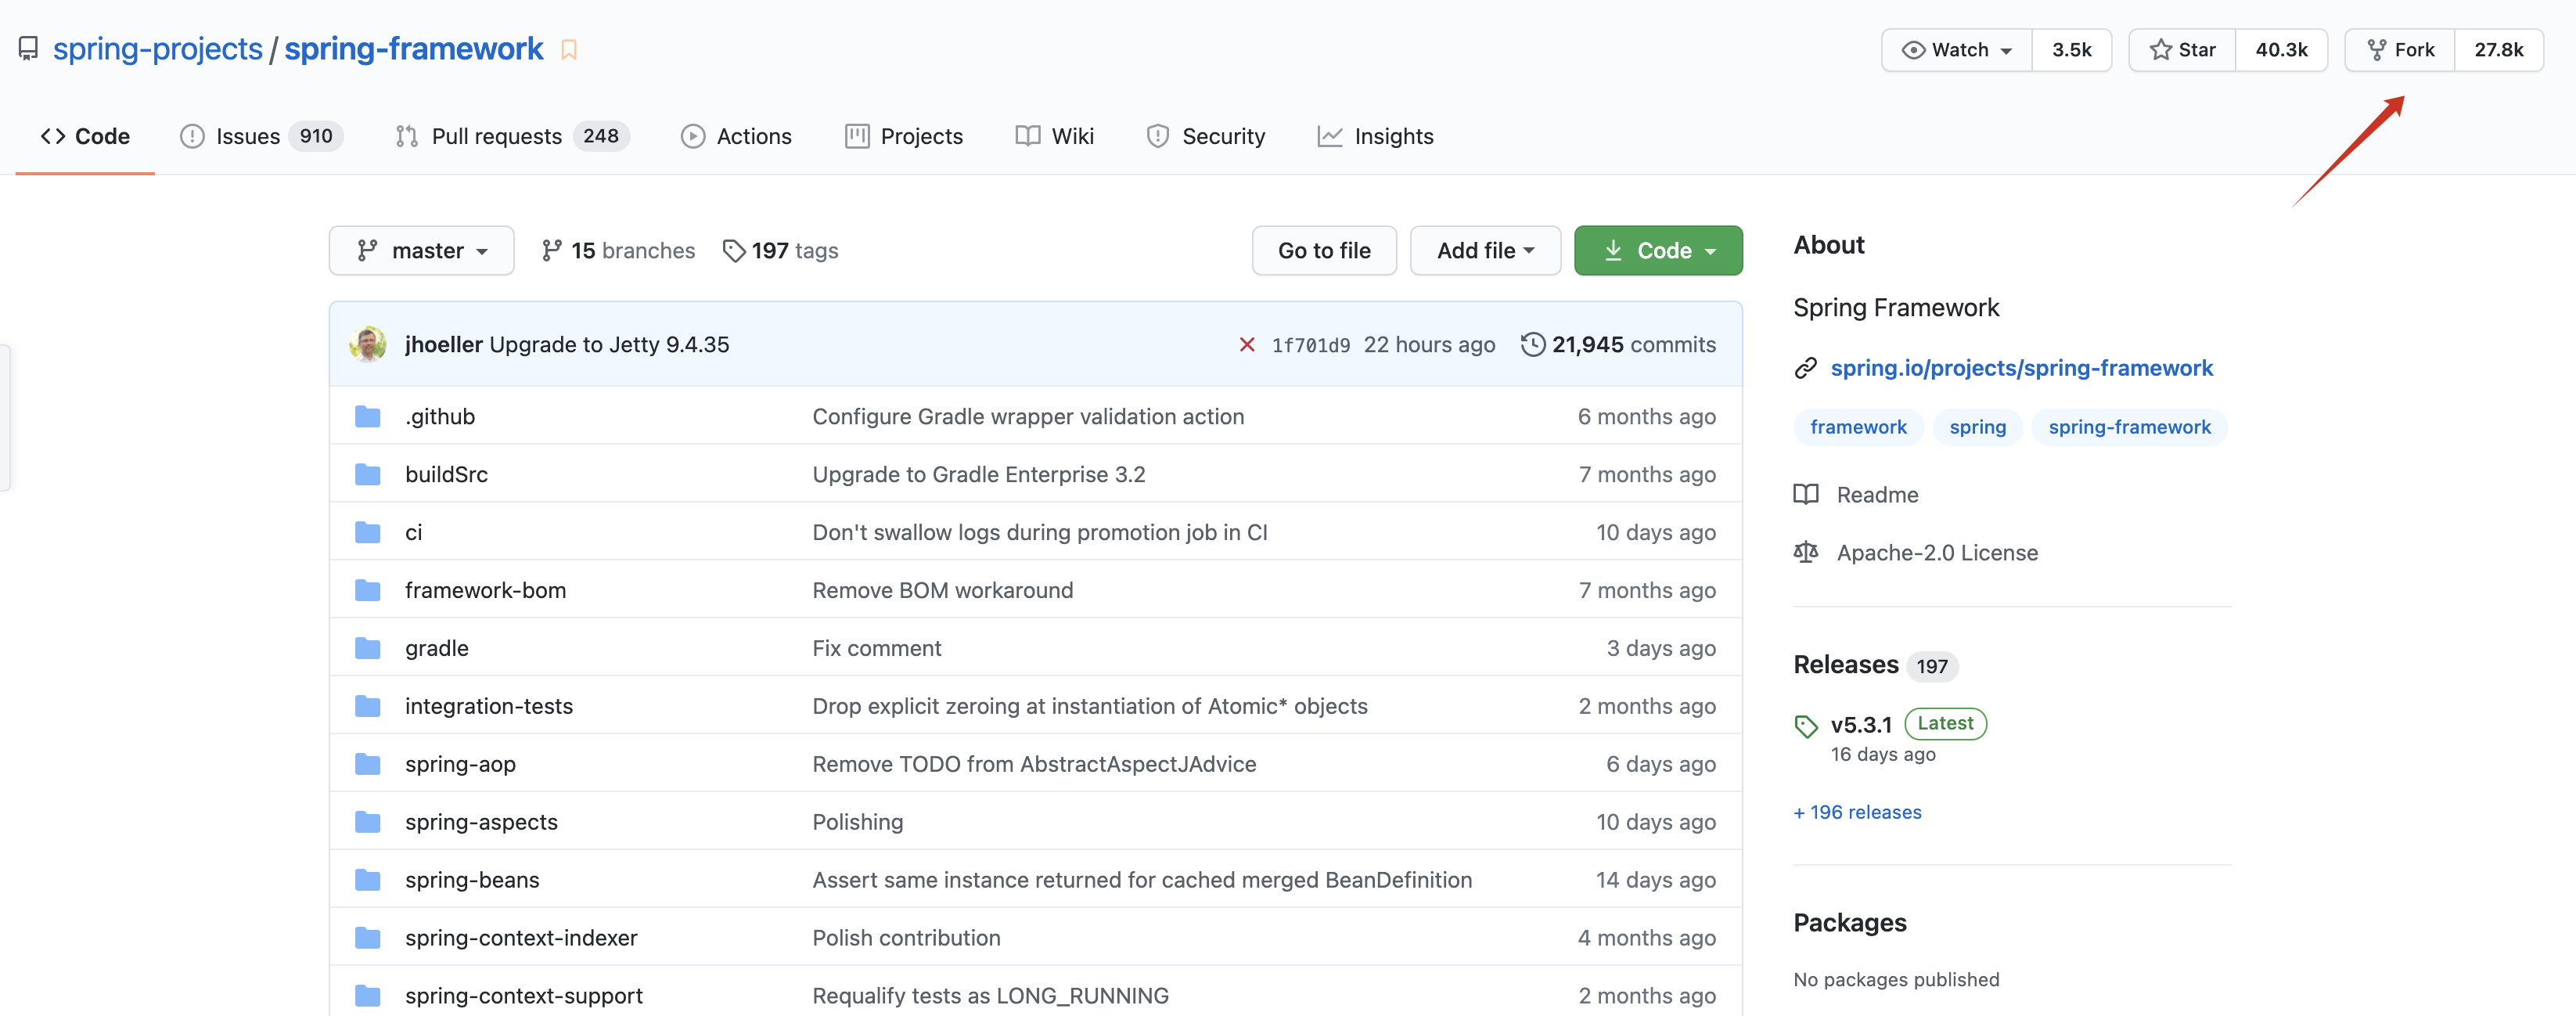 spring-projects / spring-framework
Watch 3.5k Star 40.3k Fork 27.8k
Code Issues 910 Pull requests 248 Actions Projects Wiki Security Insights
master 15 branches 197 tags Go to file Add file Code
jhoeller Upgrade to Jetty 9.4.35 1f701d9 22 hours ago 21,945 commits
.github Configure Gradle wrapper validation action 6 months ago
buildSrc Upgrade to Gradle Enterprise 3.2 7 months ago
ci Don't swallow logs during promotion job in CI 10 days ago
framework-bom Remove BOM workaround 7 months ago
gradle Fix comment 3 days ago
integration-tests Drop explicit zeroing at instantiation of Atomic* objects 2 months ago
spring-aop Remove TODO from AbstractAspectJAdvice 6 days ago
spring-aspects Polishing 10 days ago
spring-beans Assert same instance returned for cached merged BeanDefinition 14 days ago
spring-context-indexer Polish contribution 4 months ago
spring-context-support Requalify tests as LONG_RUNNING 2 months ago
About
Spring Framework
spring.io/projects/spring-framework
framework spring spring-framework
Readme
Apache-2.0 License
Releases 197
v5.3.1 Latest
16 days ago
+ 196 releases
Packages
No packages published